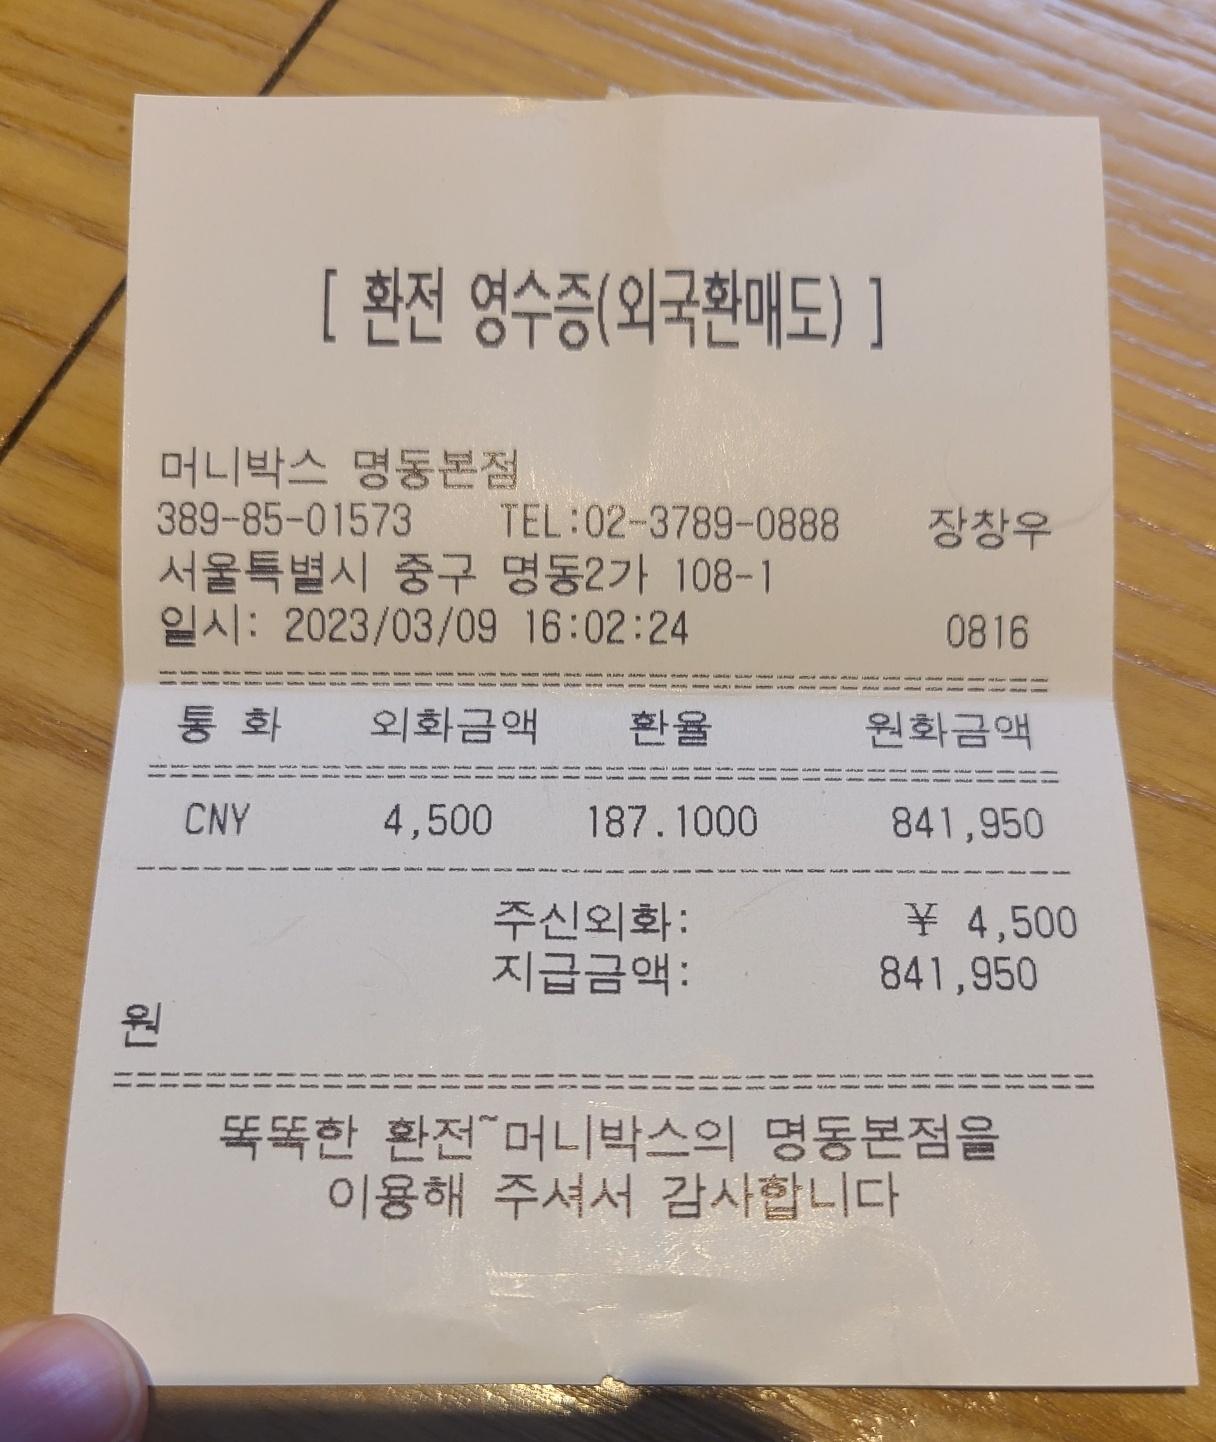 [ 환전 영수증(외국환매도) ]
머니박스 명동본점
389-85-01573 TEL:02-3789-0888 장창우
서울특별시 중구 명동2가 108-1
일시: 2023/03/09 16:02:24 0816
통 화 외화금액 환율 원화금액
CNY 4,500 187.1000 841,950
주신외화: ¥ 4,500
지급금액: 841,950
원
똑똑한 환전~머니박스의 명동본점을
이용해 주셔서 감사합니다